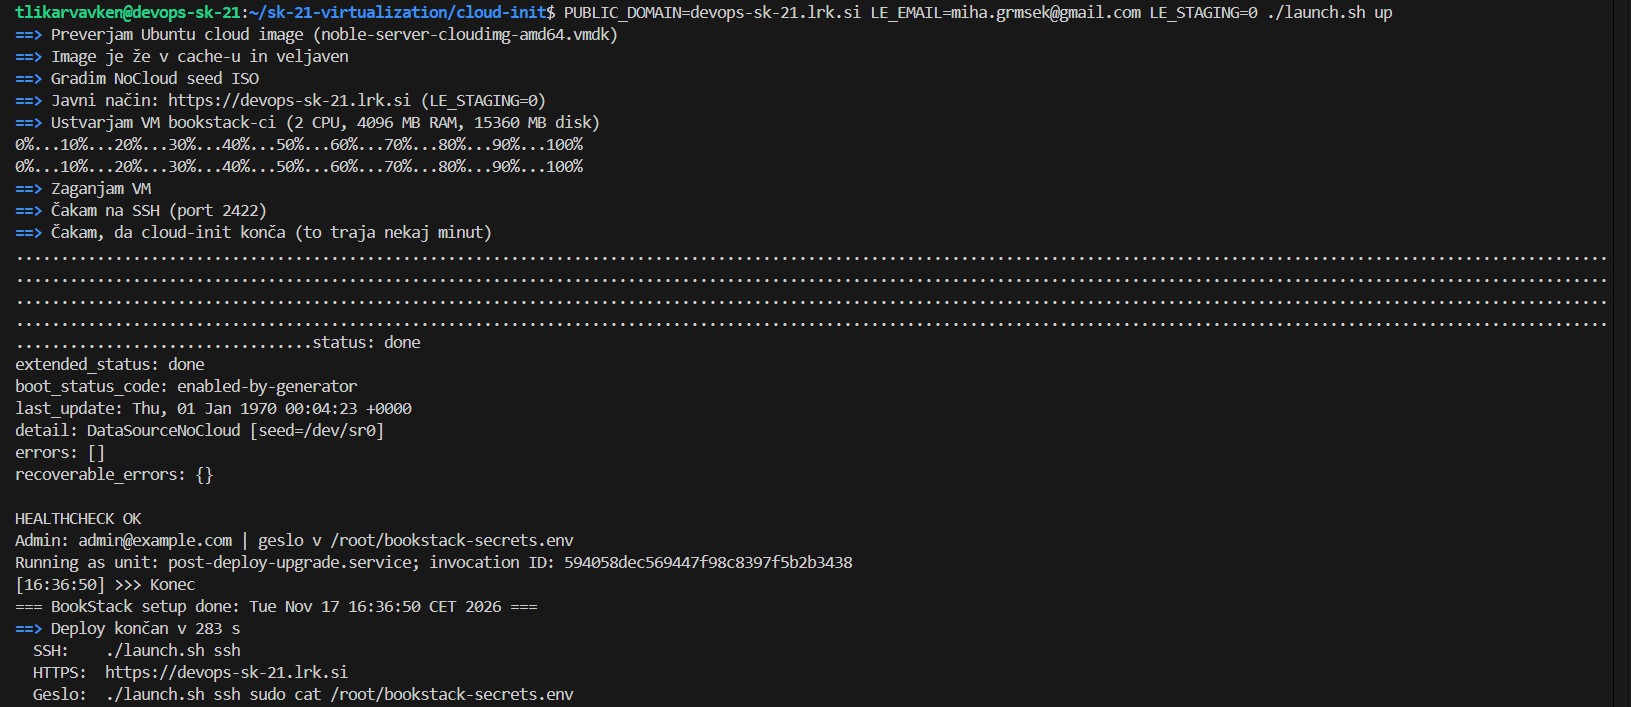 tlikarvavken@devops-sk-21:~/sk-21-virtualization/cloud-init$ PUBLIC_DOMAIN=devops-sk-21.lrk.si LE_EMAIL=miha.grmsek@gmail.com LE_STAGING=0 ./launch.sh up
==> Preverjam Ubuntu cloud image (noble-server-cloudimg-amd64.vmdk)
==> Image je že v cache-u in veljaven
==> Gradim NoCloud seed ISO
==> Javni način: https://devops-sk-21.lrk.si (LE_STAGING=0)
==> Ustvarjam VM bookstack-ci (2 CPU, 4096 MB RAM, 15360 MB disk)
0%...10%...20%...30%...40%...50%...60%...70%...80%...90%...100%
0%...10%...20%...30%...40%...50%...60%...70%...80%...90%...100%
==> Zaganjam VM
==> Čakam na SSH (port 2422)
==> Čakam, da cloud-init konča (to traja nekaj minut)
.................................................................................................................................................................................
.................................................................................................................................................................................
.................................................................................................................................................................................
.................................................................................................................................................................................
.................................status: done
extended_status: done
boot_status_code: enabled-by-generator
last_update: Thu, 01 Jan 1970 00:04:23 +0000
detail: DataSourceNoCloud [seed=/dev/sr0]
errors: []
recoverable_errors: {}
HEALTHCHECK OK
Admin: admin@example.com | geslo v /root/bookstack-secrets.env
Running as unit: post-deploy-upgrade.service; invocation ID: 594058dec569447f98c8397f5b2b3438
[16:36:50] >>> Konec
=== BookStack setup done: Tue Nov 17 16:36:50 CET 2026 ===
==> Deploy končan v 283 s
SSH: ./launch.sh ssh
HTTPS: https://devops-sk-21.lrk.si
Geslo: ./launch.sh ssh sudo cat /root/bookstack-secrets.env